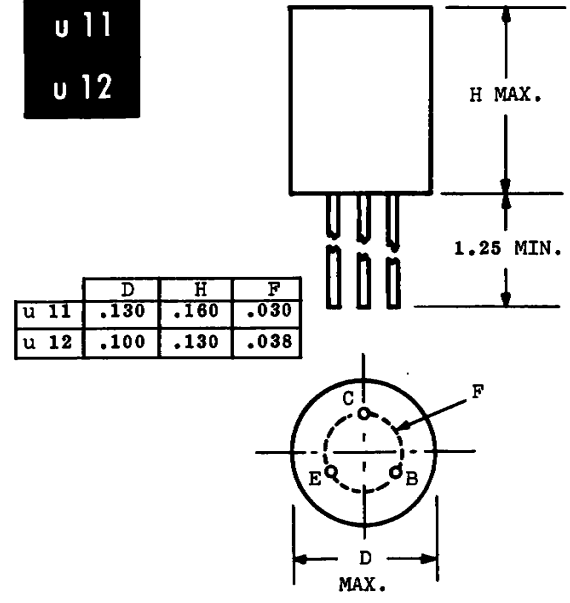 u 11
u 12
H MAX.
1.25 MIN.
D H F
u 11 .130 .160 .030
u 12 .100 .130 .038
C F
E B
D
MAX.